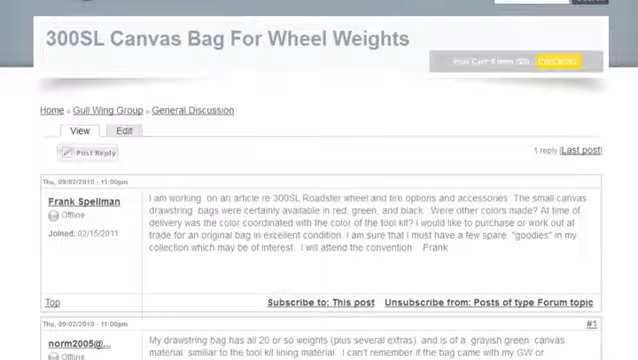 300SL Canvas Bag For Wheel Weights
Your Cart: 0 item ($0) CHECKOUT
Home » Gull Wing Group » General Discussion
View Edit
Post Reply
1 reply [Last post]
Thu, 09/02/2010 - 11:00pm
Frank Spellman
Offline
Joined: 02/15/2011
I am working on an article re 300SL Roadster wheel and tire options and accessories. The small canvas
drawstring bags were certainly available in red, green, and black. Were other colors made? At time of
delivery was the color coordinated with the color of the tool kit? I would like to purchase or work out at
trade for an original bag in excellent condition. I am sure that I must have a few spare "goodies" in my
collection which may be of interest. I will attend the convention. Frank
Top
Subscribe to: This post Unsubscribe from: Posts of type Forum topic
Thu, 09/02/2010 - 11:00pm
#1
norm2005@...
Offline
My drawstring bag has all 20 or so weights (plus several extras) and is of a grayish green canvas
material similiar to the tool kit lining material. I can't remember if the bag came with my GW or